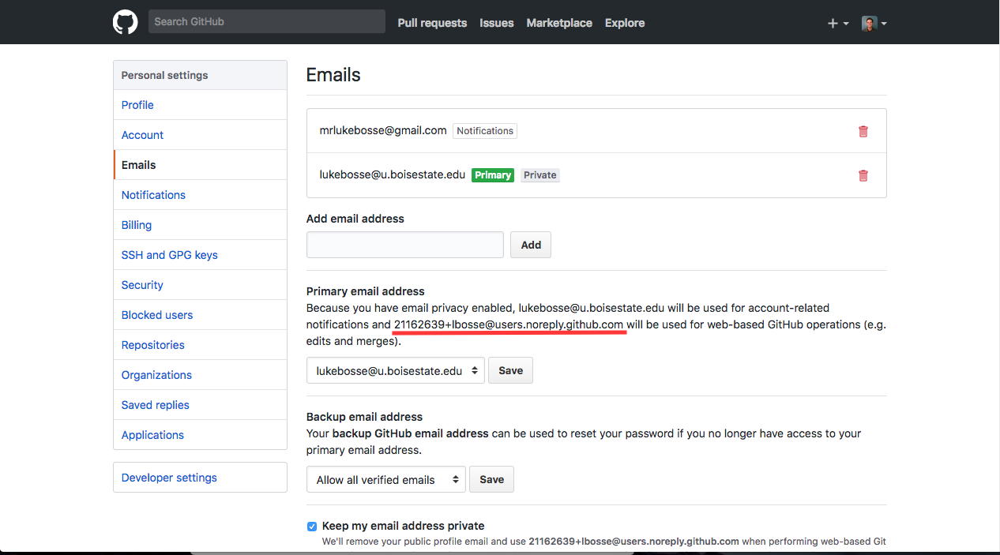 Search GitHub
Pull requests
Issues
Marketplace
Explore
Personal settings
Profile
Account
Emails
Notifications
Billing
SSH and GPG keys
Security
Blocked users
Repositories
Organizations
Saved replies
Applications
Developer settings
Emails
mrlukebosse@gmail.com Notifications
lukebosse@u.boisestate.edu Primary Private
Add email address
Add
Primary email address
Because you have email privacy enabled, lukebosse@u.boisestate.edu will be used for account-related
notifications and 21162639+lbosse@users.noreply.github.com will be used for web-based GitHub operations (e.g.
edits and merges).
lukebosse@u.boisestate.edu Save
Backup email address
Your backup GitHub email address can be used to reset your password if you no longer have access to your
primary email address.
Allow all verified emails Save
Keep my email address private
We'll remove your public profile email and use 21162639+lbosse@users.noreply.github.com when performing web-based Git